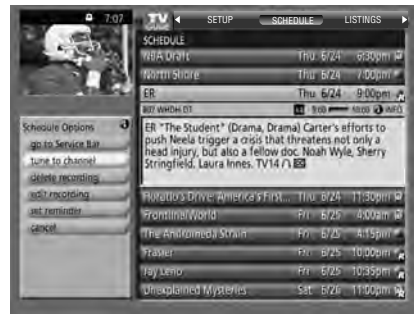 7:07
TV GUIDE SETUP SCHEDULE LISTINGS
SCHEDULE
NBA Draft Thu 6/24 6:30pm
North Shore Thu 6/24 7:00pm
ER Thu 6/24 9:00pm
807 WHDH-DT 9:00 10:00 INFO
ER "The Student" (Drama, Drama) Carter's efforts to
push Neela trigger a crisis that threatens not only a
head injury, but also a fellow doc. Noah Wyle, Sherry
Stringfield. Laura Innes. TV14
Schedule Options
go to Service Bar
tune to channel
delete recording
edit recording
set reminder
cancel
Horatio's Drive: America's First... Thu 6/24 11:30pm
Frontline/World Fri 6/25 4:00am
The Andromeda Strain Fri 6/25 4:15pm
Frasier Fri 6/25 10:00pm
Jay Leno Fri 6/25 10:35pm
Unexplained Mysteries Sat 6/26 11:00pm